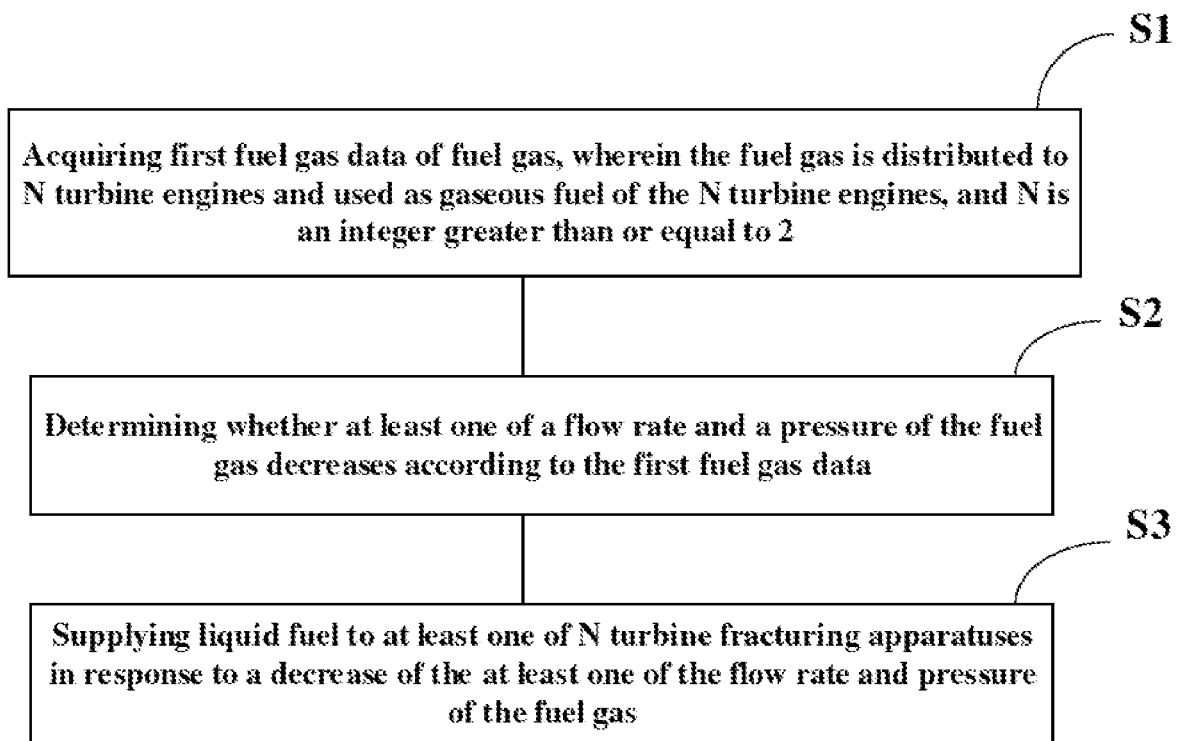 S1
Acquiring first fuel gas data of fuel gas, wherein the fuel gas is distributed to
N turbine engines and used as gaseous fuel of the N turbine engines, and N is
an integer greater than or equal to 2
S2
Determining whether at least one of a flow rate and a pressure of the fuel
gas decreases according to the first fuel gas data
S3
Supplying liquid fuel to at least one of N turbine fracturing apparatuses
in response to a decrease of the at least one of the flow rate and pressure
of the fuel gas